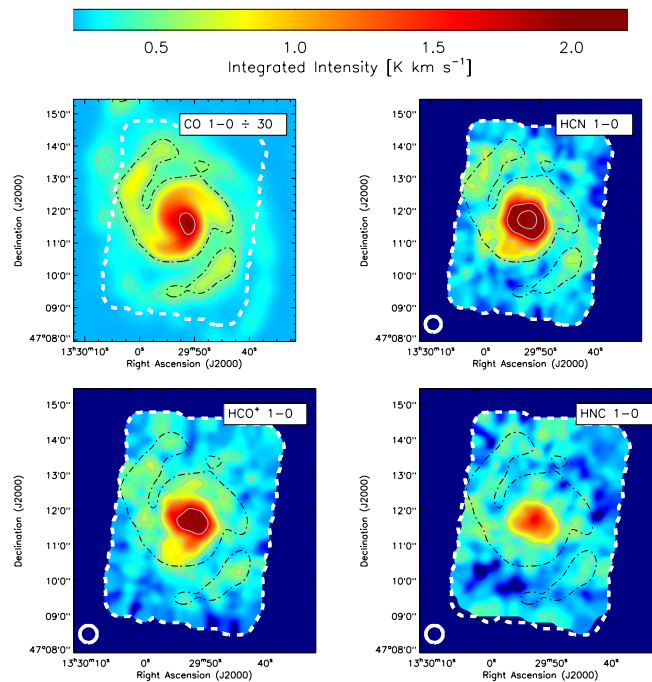 0.5 1.0 1.5 2.0
Integrated Intensity [K km s⁻¹]
CO 1-0 ÷ 30
15'0''
14'0''
13'0''
12'0''
11'0''
10'0''
09'0''
47°08'0''
Declination (J2000)
13ʰ30ᵐ10ˢ 0ˢ 29ᵐ50ˢ 40ˢ
Right Ascension (J2000)
HCN 1-0
15'0''
14'0''
13'0''
12'0''
11'0''
10'0''
09'0''
47°08'0''
Declination (J2000)
13ʰ30ᵐ10ˢ 0ˢ 29ᵐ50ˢ 40ˢ
Right Ascension (J2000)
HCO⁺ 1-0
15'0''
14'0''
13'0''
12'0''
11'0''
10'0''
09'0''
47°08'0''
Declination (J2000)
13ʰ30ᵐ10ˢ 0ˢ 29ᵐ50ˢ 40ˢ
Right Ascension (J2000)
HNC 1-0
15'0''
14'0''
13'0''
12'0''
11'0''
10'0''
09'0''
47°08'0''
Declination (J2000)
13ʰ30ᵐ10ˢ 0ˢ 29ᵐ50ˢ 40ˢ
Right Ascension (J2000)